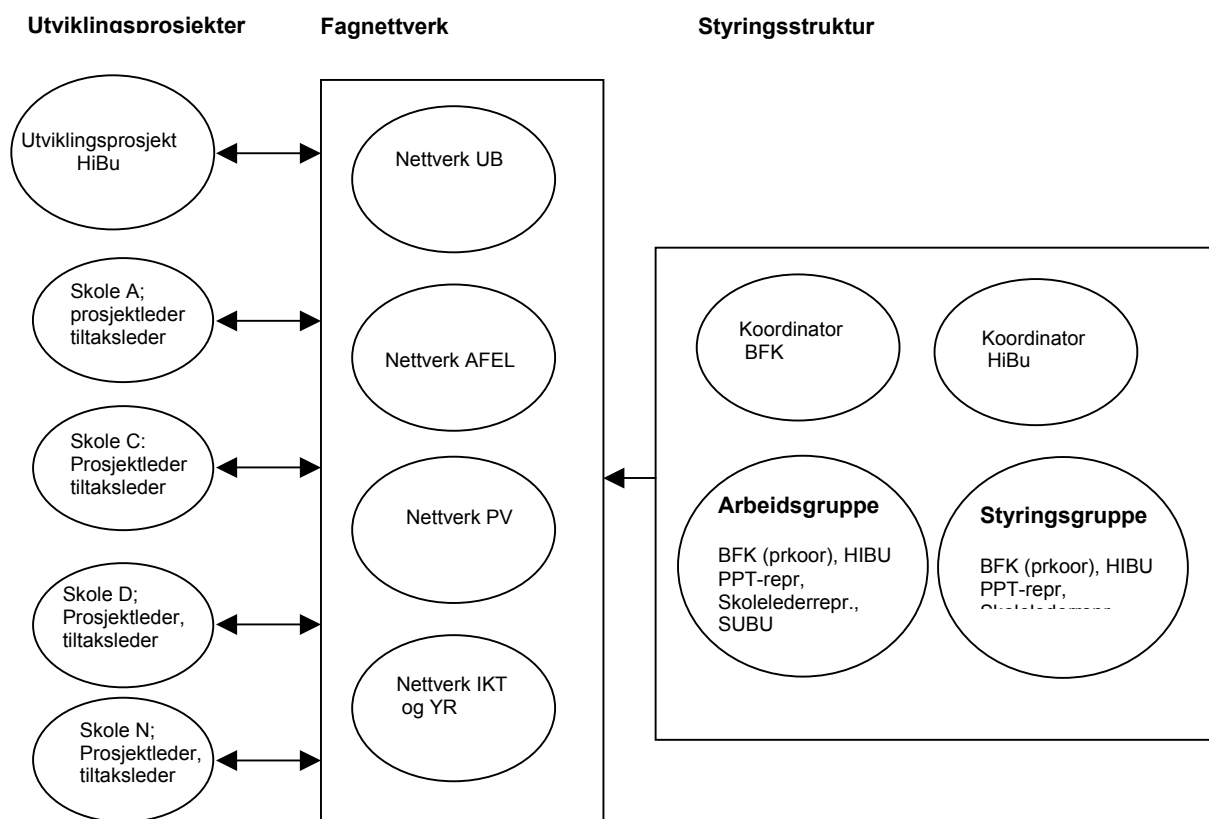 Utviklingsprosjekter
Fagnettverk
Styringsstruktur
Utviklingsprosjekt
HiBu
Skole A;
prosjektleder
tiltaksleder
Skole C:
Prosjektleder
tiltaksleder
Skole D;
Prosjektleder,
tiltaksleder
Skole N;
Prosjektleder,
tiltaksleder
Nettverk UB
Nettverk AFEL
Nettverk PV
Nettverk IKT
og YR
Koordinator
BFK
Koordinator
HiBu
Arbeidsgruppe
BFK (prkoor), HIBU
PPT-repr,
Skolelederrepr.,
SUBU
Styringsgruppe
BFK (prkoor), HIBU
PPT-repr,